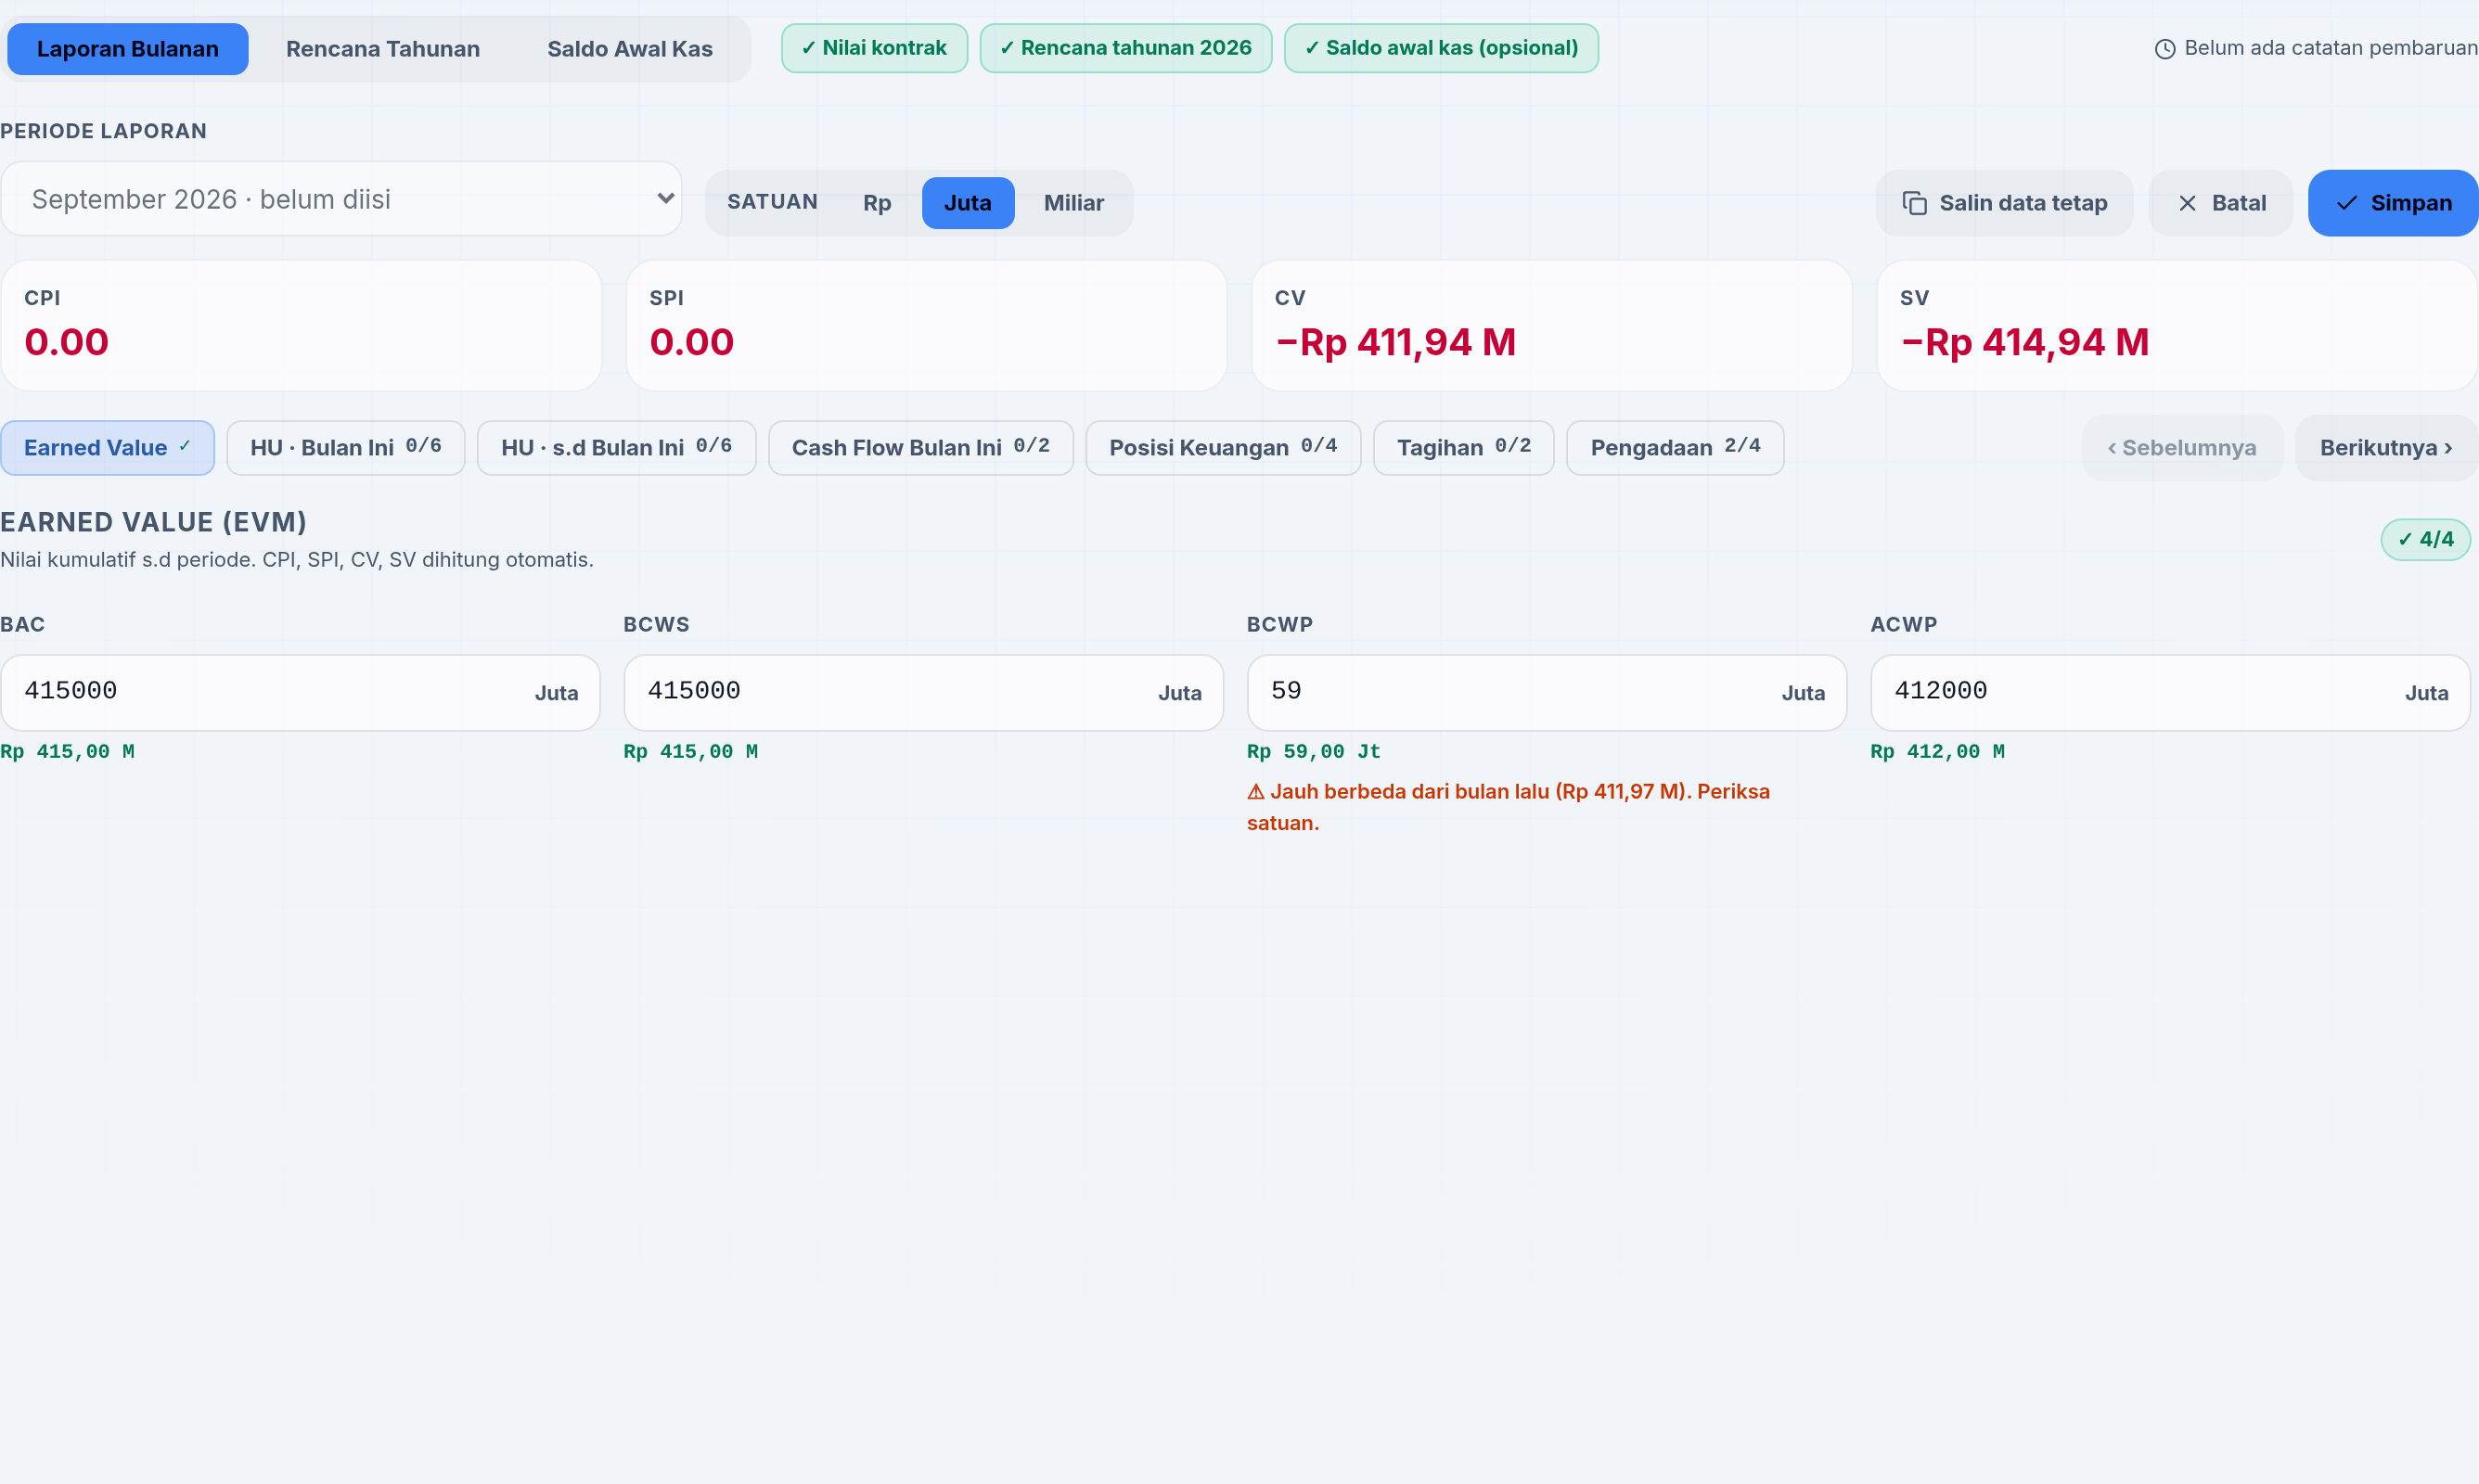 Laporan Bulanan Rencana Tahunan Saldo Awal Kas ✓ Nilai kontrak ✓ Rencana tahunan 2026 ✓ Saldo awal kas (opsional) Belum ada catatan pembaruan
PERIODE LAPORAN
September 2026 · belum diisi SATUAN Rp Juta Miliar Salin data tetap Batal Simpan
CPI SPI CV SV
0.00 0.00 −Rp 411,94 M −Rp 414,94 M
Earned Value ✓ HU · Bulan Ini 0/6 HU · s.d Bulan Ini 0/6 Cash Flow Bulan Ini 0/2 Posisi Keuangan 0/4 Tagihan 0/2 Pengadaan 2/4 ‹ Sebelumnya Berikutnya ›
EARNED VALUE (EVM)
Nilai kumulatif s.d periode. CPI, SPI, CV, SV dihitung otomatis. ✓ 4/4
BAC BCWS BCWP ACWP
415000 Juta 415000 Juta 59 Juta 412000 Juta
Rp 415,00 M Rp 415,00 M Rp 59,00 Jt Rp 412,00 M
⚠ Jauh berbeda dari bulan lalu (Rp 411,97 M). Periksa
satuan.